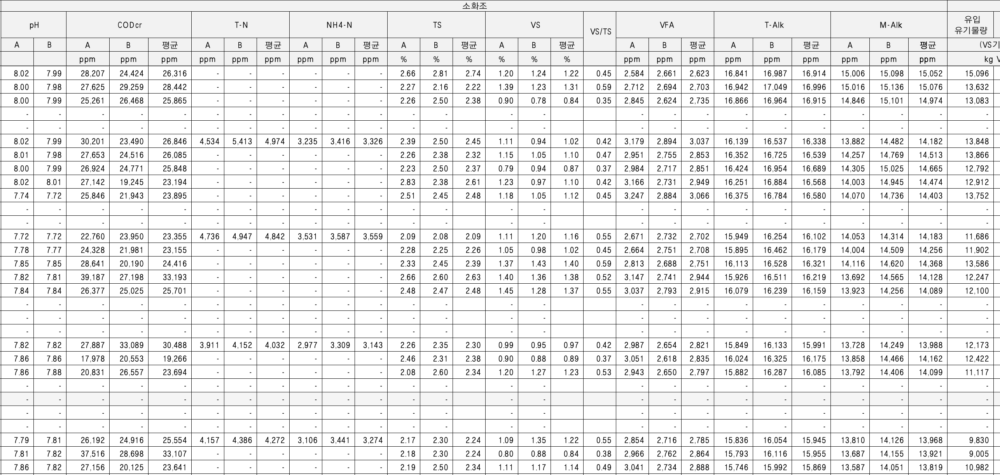 소화조
pH CODcr T-N NH4-N TS VS VS/TS VFA T-Alk M-Alk 유입 유기물량
A B A B 평균 A B 평균 A B 평균 A B 평균 A B 평균 A B 평균 A B 평균 A B 평균 (VS기
ppm ppm ppm ppm ppm ppm ppm ppm ppm % % % % % % ppm ppm ppm ppm ppm ppm ppm ppm ppm kg V
8.02 7.99 28,207 24,424 26,316 - - - - - - 2.66 2.81 2.74 1.20 1.24 1.22 0.45 2,584 2,661 2,623 16,841 16,987 16,914 15,006 15,098 15,052 15,096
8.00 7.98 27,625 29,259 28,442 - - - - - - 2.27 2.16 2.22 1.39 1.23 1.31 0.59 2,712 2,694 2,703 16,942 17,049 16,996 15,016 15,136 15,076 13,632
8.00 7.99 25,261 26,468 25,865 - - - - - - 2.26 2.50 2.38 0.90 0.78 0.84 0.35 2,845 2,624 2,735 16,866 16,964 16,915 14,846 15,101 14,974 13,083
- - - - - - - - - - - - - - - - - - - - - - - - - -
- - - - - - - - - - - - - - - - - - - - - - - - - -
8.02 7.99 30,201 23,490 26,846 4,534 5,413 4,974 3,235 3,416 3,326 2.39 2.50 2.45 1.11 0.94 1.02 0.42 3,179 2,894 3,037 16,139 16,537 16,338 13,882 14,482 14,182 13,848
8.01 7.98 27,653 24,516 26,085 - - - - - - 2.26 2.38 2.32 1.15 1.05 1.10 0.47 2,951 2,755 2,853 16,352 16,725 16,539 14,257 14,769 14,513 13,866
8.00 7.99 26,924 24,771 25,848 - - - - - - 2.23 2.50 2.37 0.79 0.94 0.87 0.37 2,984 2,717 2,851 16,424 16,954 16,689 14,305 15,025 14,665 12,792
8.02 8.01 27,142 19,245 23,194 - - - - - - 2.83 2.38 2.61 1.23 0.97 1.10 0.42 3,166 2,731 2,949 16,251 16,884 16,568 14,003 14,945 14,474 12,912
7.74 7.72 25,846 21,943 23,895 - - - - - - 2.51 2.45 2.48 1.18 1.05 1.12 0.45 3,247 2,884 3,066 16,375 16,784 16,580 14,070 14,736 14,403 13,752
- - - - - - - - - - - - - - - - - - - - - - - - - -
- - - - - - - - - - - - - - - - - - - - - - - - - -
7.72 7.72 22,760 23,950 23,355 4,736 4,947 4,842 3,531 3,587 3,559 2.09 2.08 2.09 1.11 1.20 1.16 0.55 2,671 2,732 2,702 15,949 16,254 16,102 14,053 14,314 14,183 11,686
7.78 7.77 24,328 21,981 23,155 - - - - - - 2.28 2.25 2.26 1.05 0.98 1.02 0.45 2,664 2,751 2,708 15,895 16,462 16,179 14,004 14,509 14,256 11,902
7.85 7.85 28,641 20,190 24,416 - - - - - - 2.33 2.45 2.39 1.37 1.43 1.40 0.59 2,813 2,688 2,751 16,113 16,528 16,321 14,116 14,620 14,368 13,586
7.82 7.81 39,187 27,198 33,193 - - - - - - 2.66 2.60 2.63 1.40 1.36 1.38 0.52 3,147 2,741 2,944 15,926 16,511 16,219 13,692 14,565 14,128 12,247
7.84 7.84 26,377 25,025 25,701 - - - - - - 2.48 2.47 2.48 1.45 1.28 1.37 0.55 3,037 2,793 2,915 16,079 16,239 16,159 13,923 14,256 14,089 12,100
- - - - - - - - - - - - - - - - - - - - - - - - - -
- - - - - - - - - - - - - - - - - - - - - - - - - -
- - - - - - - - - - - - - - - - - - - - - - - - - -
7.82 7.82 27,887 33,089 30,488 3,911 4,152 4,032 2,977 3,309 3,143 2.26 2.35 2.30 0.99 0.95 0.97 0.42 2,987 2,654 2,821 15,849 16,133 15,991 13,728 14,249 13,988 12,173
7.86 7.86 17,978 20,553 19,266 - - - - - - 2.46 2.31 2.38 0.90 0.88 0.89 0.37 3,051 2,618 2,835 16,024 16,325 16,175 13,858 14,466 14,162 12,422
7.86 7.88 20,831 26,557 23,694 - - - - - - 2.08 2.60 2.34 1.20 1.27 1.23 0.53 2,943 2,650 2,797 15,882 16,287 16,085 13,792 14,406 14,099 11,117
- - - - - - - - - - - - - - - - - - - - - - - - - -
- - - - - - - - - - - - - - - - - - - - - - - - - -
- - - - - - - - - - - - - - - - - - - - - - - - - -
- - - - - - - - - - - - - - - - - - - - - - - - - -
7.79 7.81 26,192 24,916 25,554 4,157 4,386 4,272 3,106 3,441 3,274 2.17 2.30 2.24 1.09 1.35 1.22 0.55 2,854 2,716 2,785 15,836 16,054 15,945 13,810 14,126 13,968 9,830
7.81 7.82 37,516 28,698 33,107 - - - - - - 2.18 2.30 2.24 0.80 0.88 0.84 0.38 2,966 2,762 2,864 15,793 16,116 15,955 13,687 14,155 13,921 9,005
7.86 7.82 27,156 20,125 23,641 - - - - - - 2.19 2.50 2.34 1.11 1.17 1.14 0.49 3,041 2,734 2,888 15,746 15,992 15,869 13,587 14,051 13,819 10,982